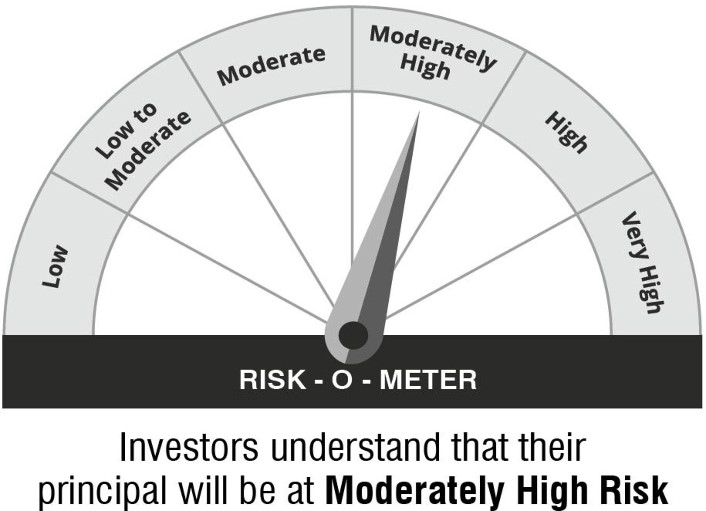 Low
Low to
Moderate
Moderate
Moderately
High
High
Very High
RISK - O - METER
Investors understand that their
principal will be at Moderately High Risk